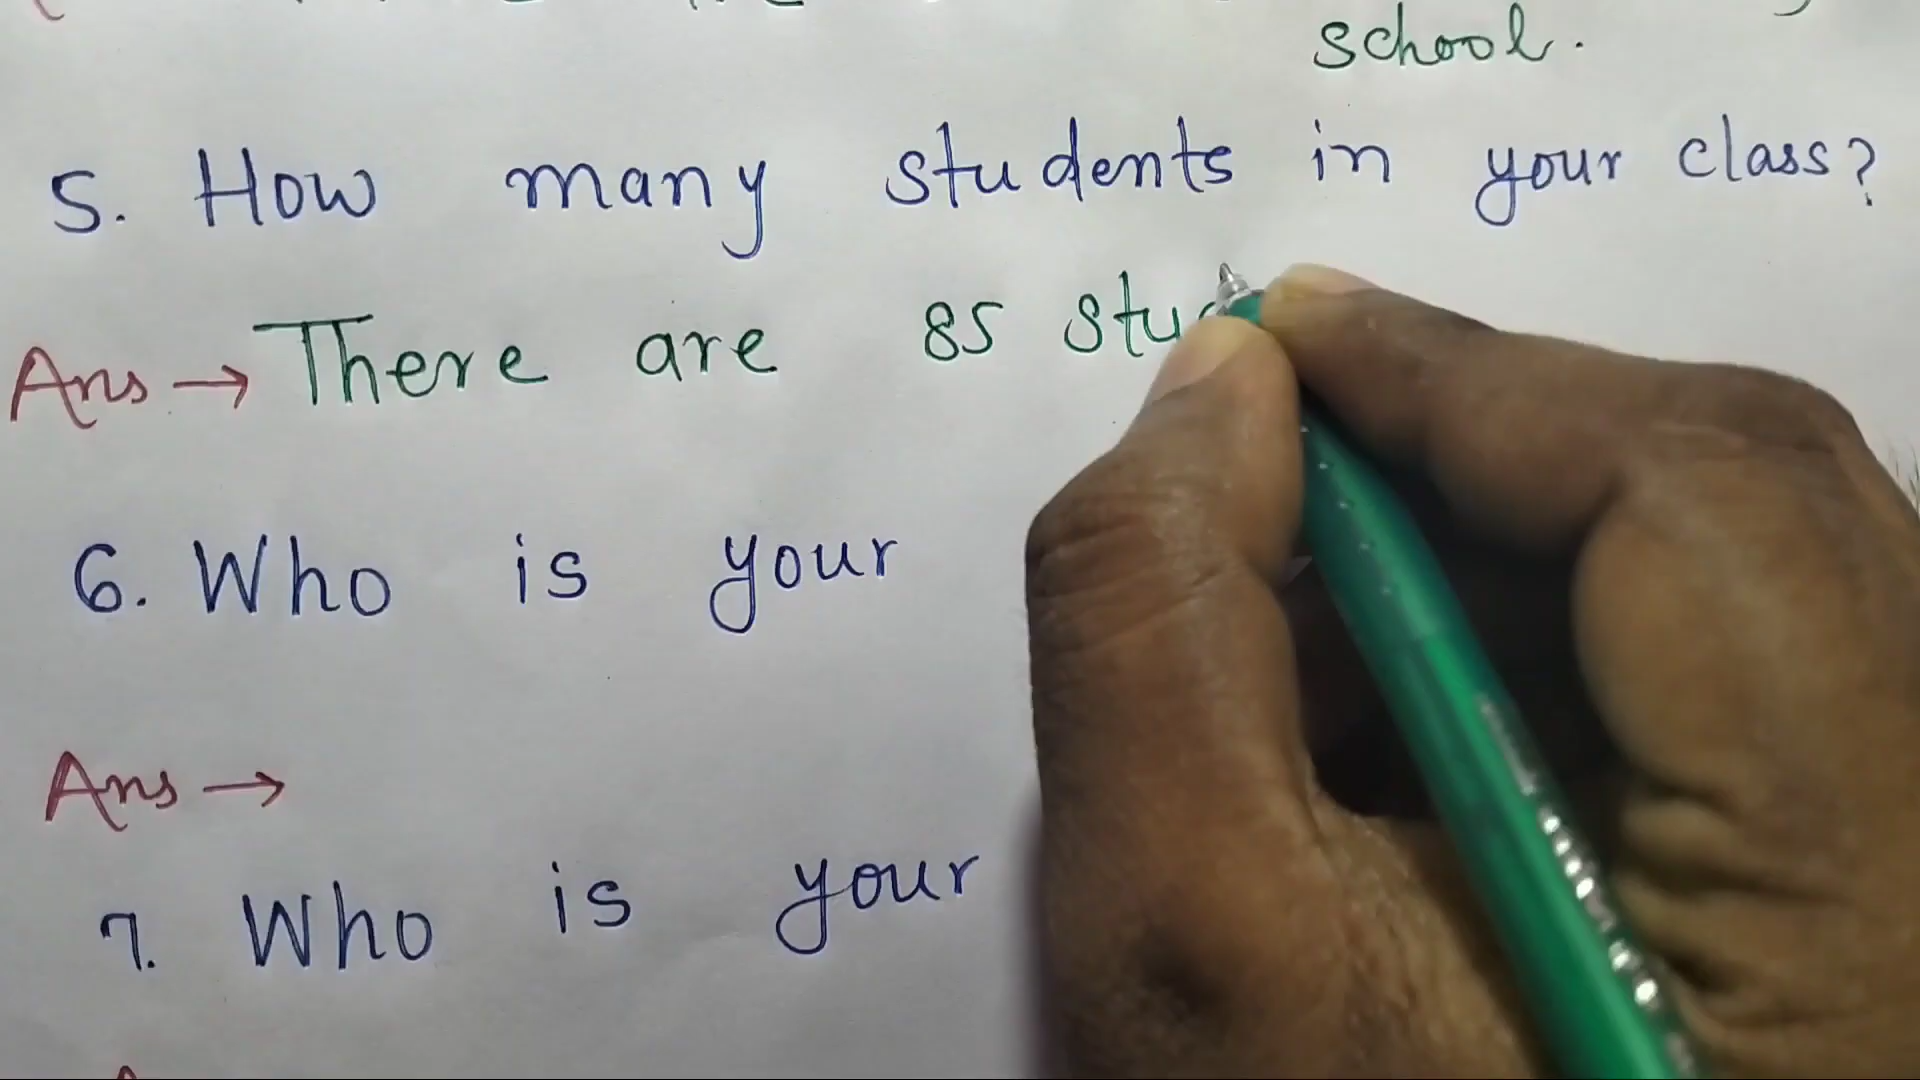 school.
5. How many students in your class?
Ans → There are 85 stu
6. Who is your
Ans →
7. Who is your